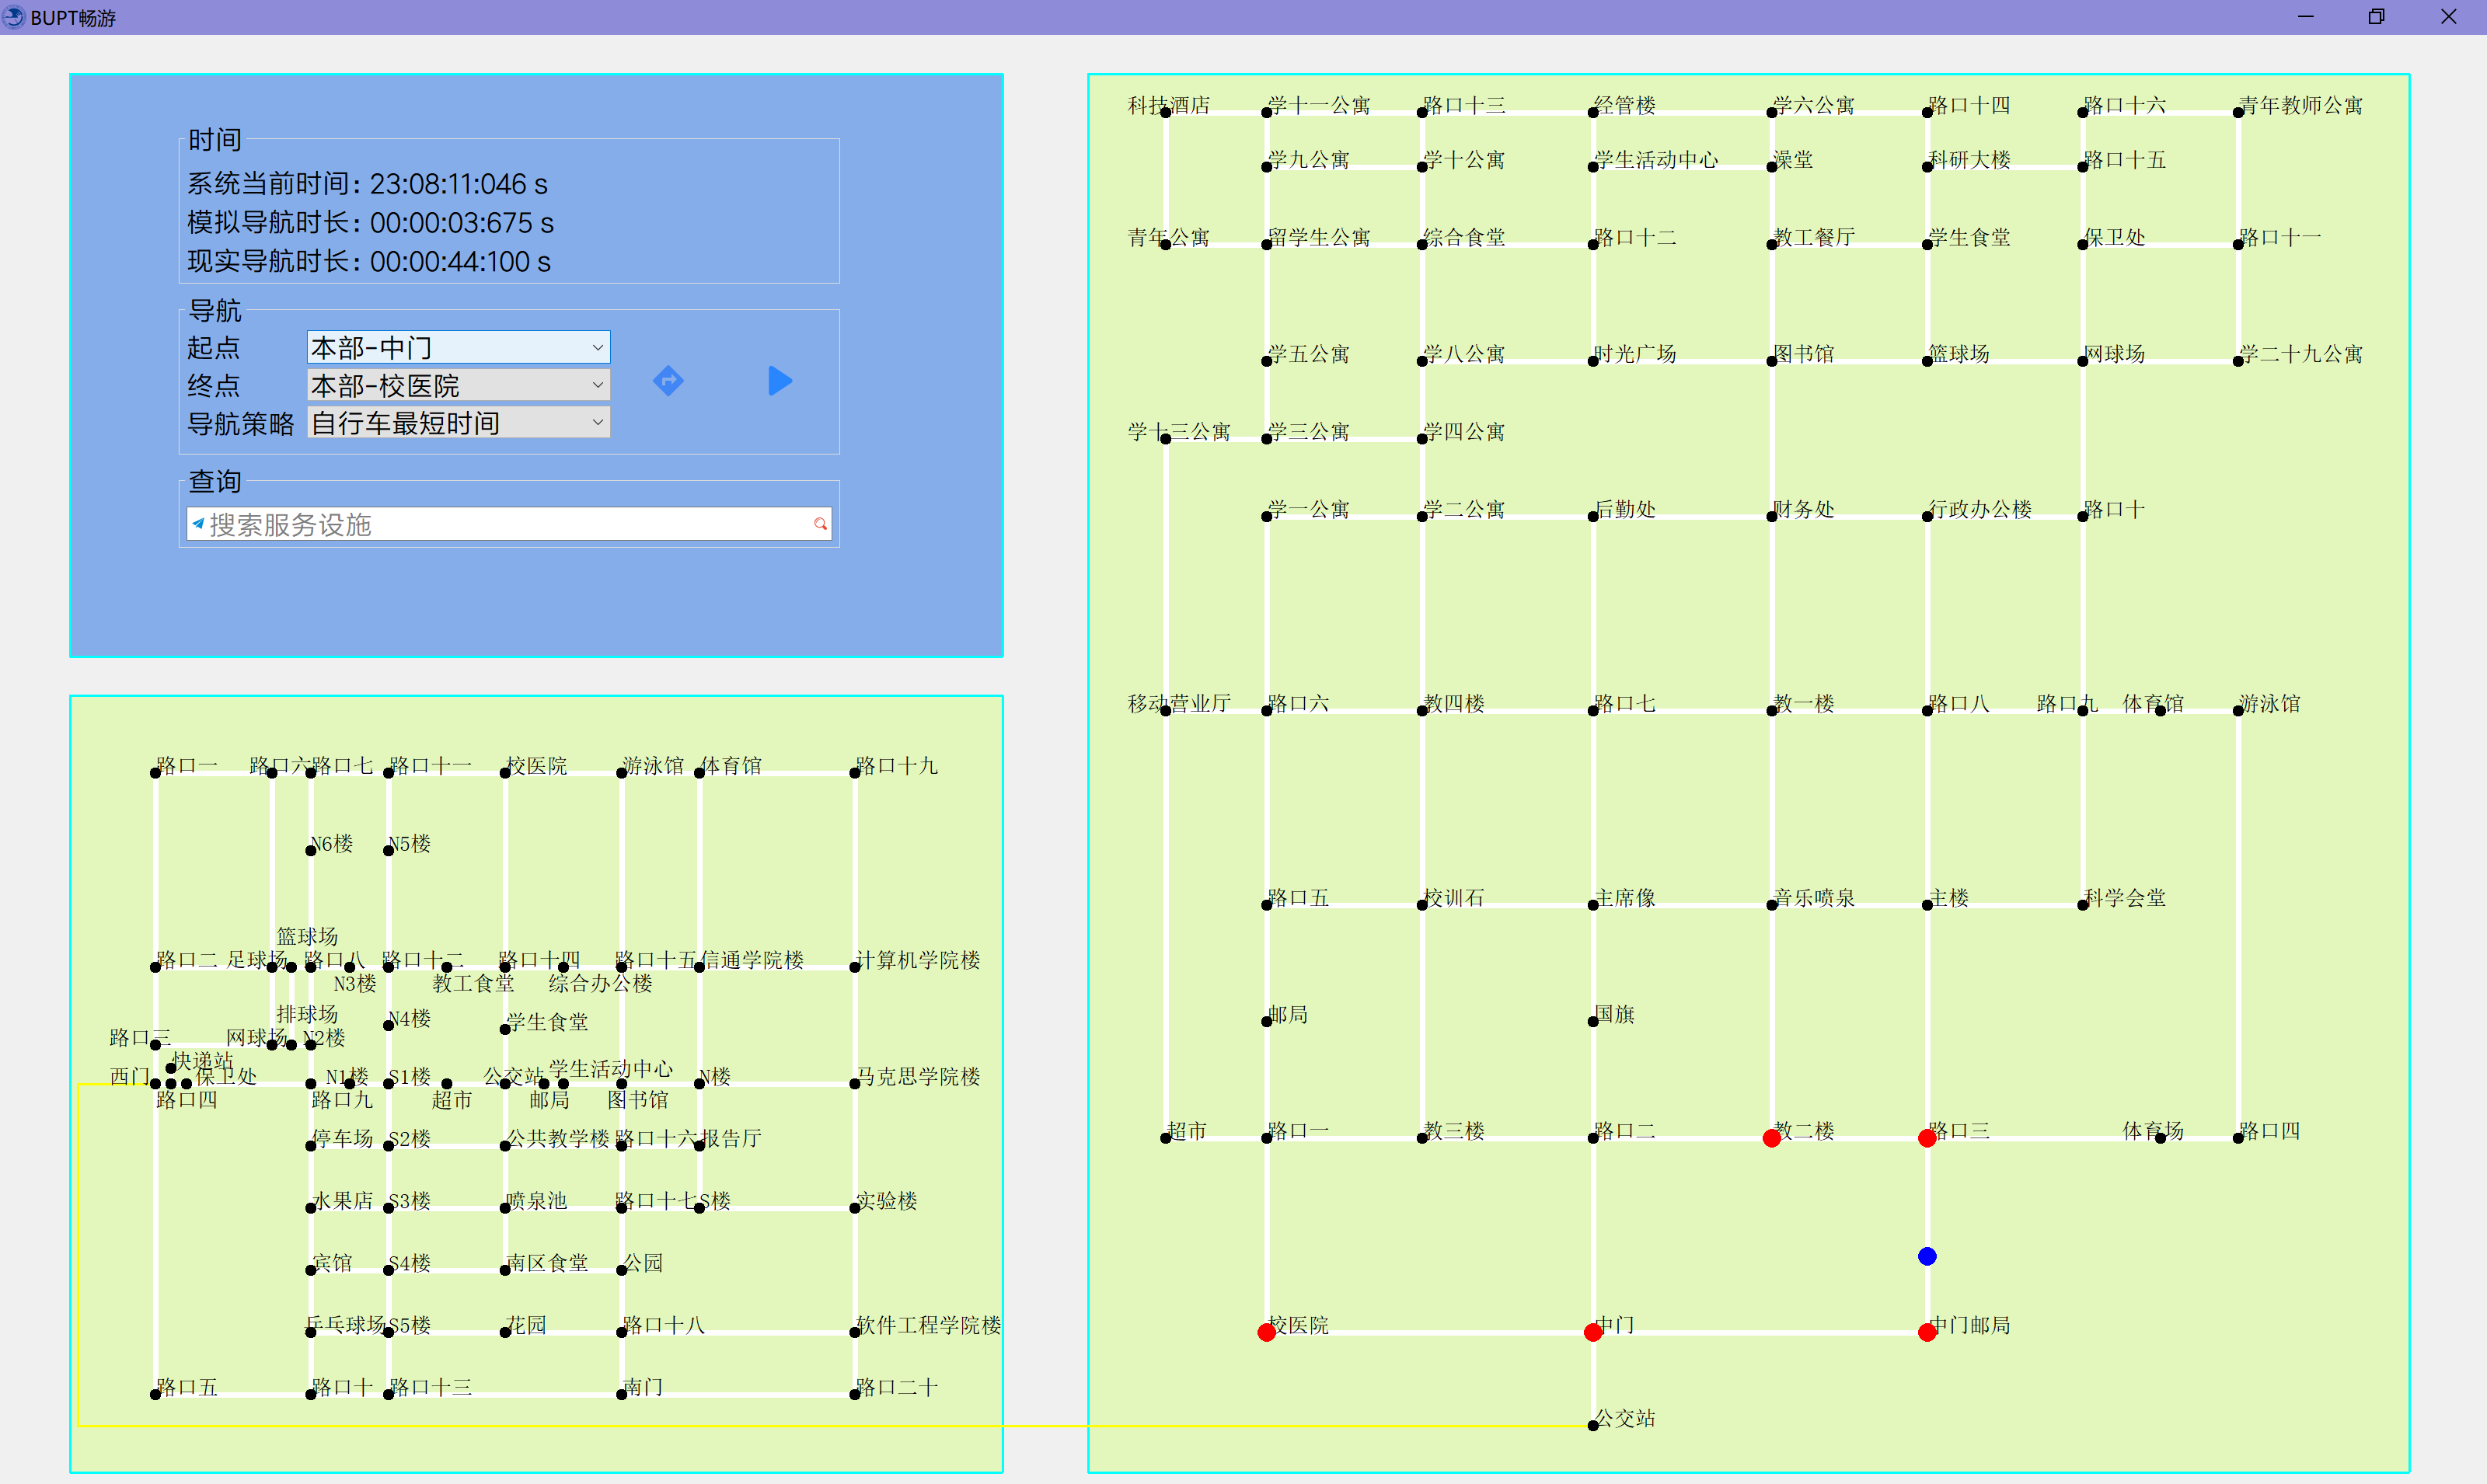 BUPT畅游
时间
系统当前时间: 23:08:11:046 s
模拟导航时长: 00:00:03:675 s
现实导航时长: 00:00:44:100 s
导航
起点 本部-中门
终点 本部-校医院
导航策略 自行车最短时间
查询
搜索服务设施
路口一 路口六 路口七 路口十一 校医院 游泳馆 体育馆 路口十九
N6楼 N5楼
篮球场
路口二 足球场 路口八 路口十二 路口十四 路口十五 信通学院楼 计算机学院楼
N3楼 教工食堂 综合办公楼
排球场 N4楼 学生食堂
路口三 网球场 N2楼
快递站 学生活动中心
西门 保卫处 N1楼 S1楼 公交站 N楼 马克思学院楼
路口四 路口九 超市 邮局 图书馆
停车场 S2楼 公共教学楼 路口十六 报告厅
水果店 S3楼 喷泉池 路口十七 S楼 实验楼
宾馆 S4楼 南区食堂 公园
乒乓球场 S5楼 花园 路口十八 软件工程学院楼
路口五 路口十 路口十三 南门 路口二十
科技酒店 学十一公寓 路口十三 经管楼 学六公寓 路口十四 路口十六 青年教师公寓
学九公寓 学十公寓 学生活动中心 澡堂 科研大楼 路口十五
青年公寓 留学生公寓 综合食堂 路口十二 教工餐厅 学生食堂 保卫处 路口十一
学五公寓 学八公寓 时光广场 图书馆 篮球场 网球场 学二十九公寓
学十三公寓 学三公寓 学四公寓
学一公寓 学二公寓 后勤处 财务处 行政办公楼 路口十
移动营业厅 路口六 教四楼 路口七 教一楼 路口八 路口九 体育馆 游泳馆
路口五 校训石 主席像 音乐喷泉 主楼 科学会堂
邮局 国旗
超市 路口一 教三楼 路口二 教二楼 路口三 体育场 路口四
校医院 中门 中门邮局
公交站